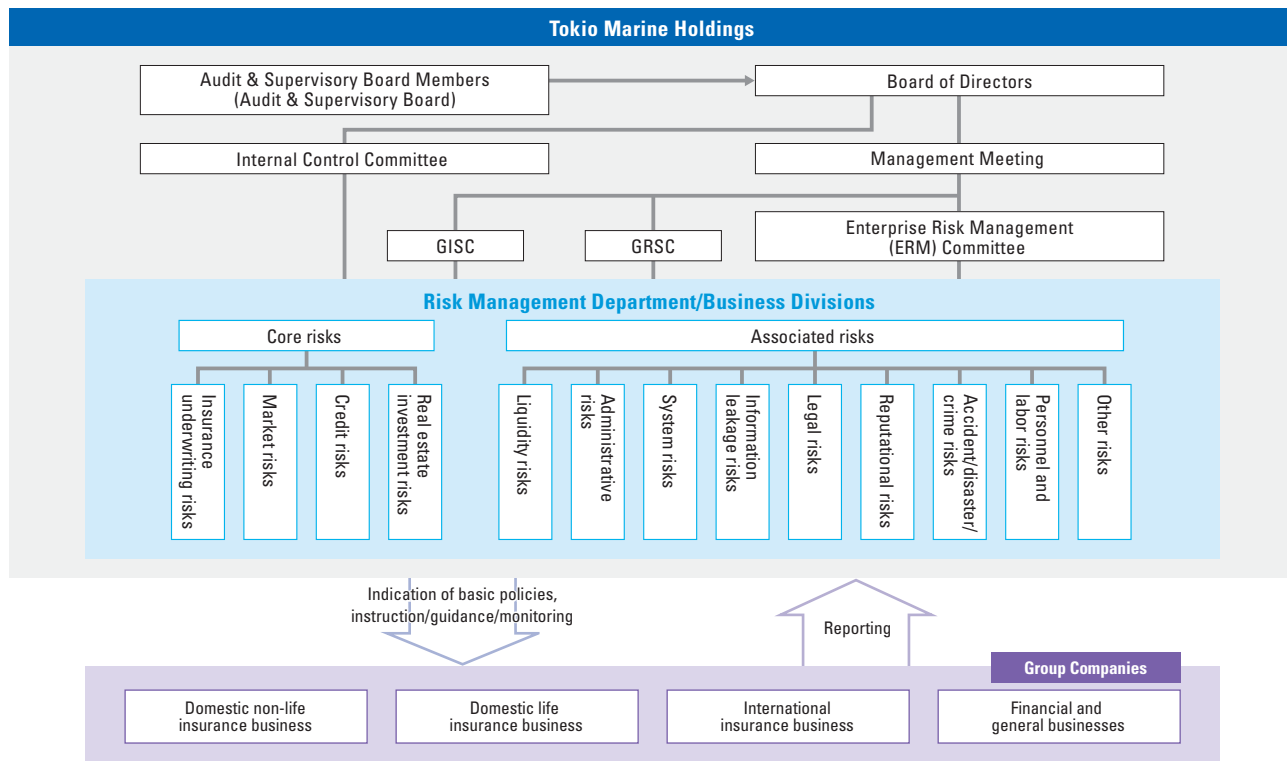 Tokio Marine Holdings
Audit & Supervisory Board Members
(Audit & Supervisory Board)
Board of Directors
Internal Control Committee
Management Meeting
GISC
GRSC
Enterprise Risk Management
(ERM) Committee
Risk Management Department/Business Divisions
Core risks
Associated risks
Insurance
underwriting risks
Market risks
Credit risks
Real estate
investment risks
Liquidity risks
Administrative
risks
System risks
Information
leakage risks
Legal risks
Reputational risks
Accident/disaster/
crime risks
Personnel and
labor risks
Other risks
Indication of basic policies,
instruction/guidance/monitoring
Reporting
Group Companies
Domestic non-life
insurance business
Domestic life
insurance business
International
insurance business
Financial and
general businesses